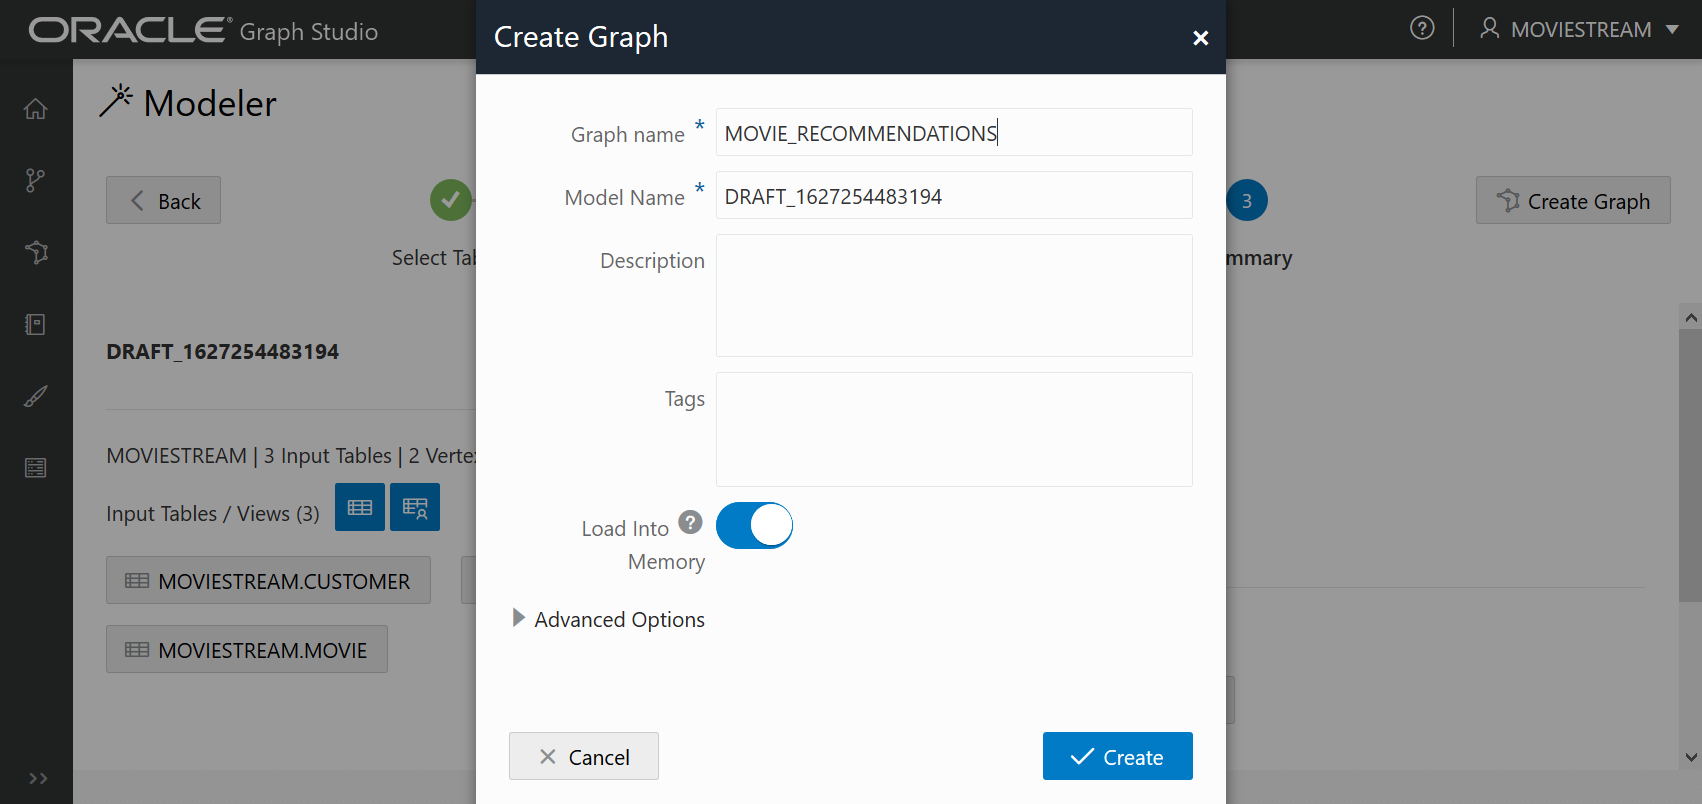 ORACLE® Graph Studio
Create Graph
MOVIESTREAM
Modeler
Graph name *
MOVIE_RECOMMENDATIONS
Model Name *
DRAFT_1627254483194
Back
3
Create Graph
Select Tab
mmary
Description
Tags
DRAFT_1627254483194
MOVIESTREAM | 3 Input Tables | 2 Verte
Input Tables / Views (3)
Load Into ?
Memory
MOVIESTREAM.CUSTOMER
Advanced Options
MOVIESTREAM.MOVIE
Cancel
Create